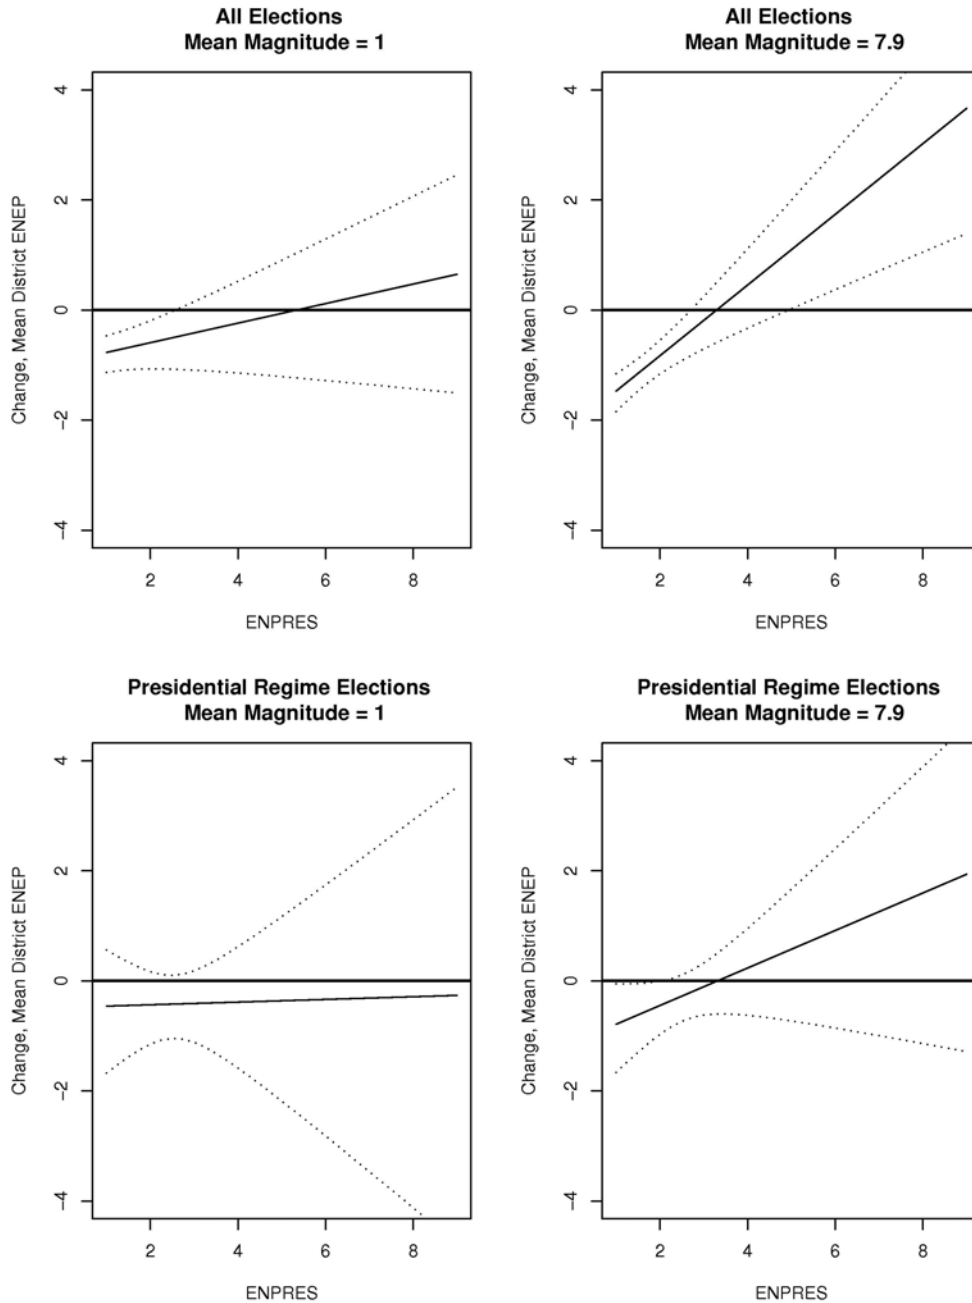 All Elections
Mean Magnitude = 1
Change, Mean District ENEP
4
2
0
-2
-4
2 4 6 8
ENPRES
All Elections
Mean Magnitude = 7.9
Change, Mean District ENEP
4
2
0
-2
-4
2 4 6 8
ENPRES
Presidential Regime Elections
Mean Magnitude = 1
Change, Mean District ENEP
4
2
0
-2
-4
2 4 6 8
ENPRES
Presidential Regime Elections
Mean Magnitude = 7.9
Change, Mean District ENEP
4
2
0
-2
-4
2 4 6 8
ENPRES